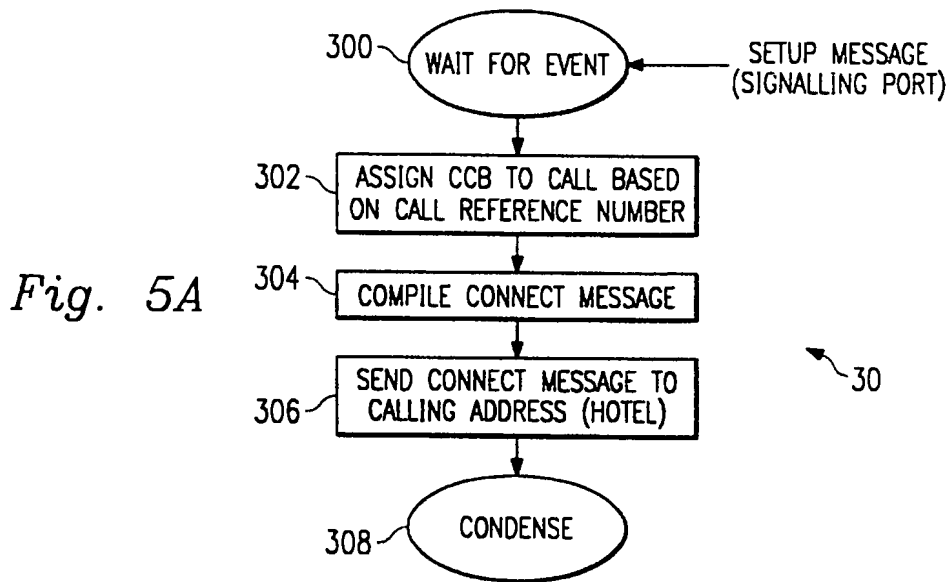 300
WAIT FOR EVENT
SETUP MESSAGE
(SIGNALLING PORT)
302
ASSIGN CCB TO CALL BASED
ON CALL REFERENCE NUMBER
Fig. 5A
304
COMPILE CONNECT MESSAGE
306
SEND CONNECT MESSAGE TO
CALLING ADDRESS (HOTEL)
30
308
CONDENSE